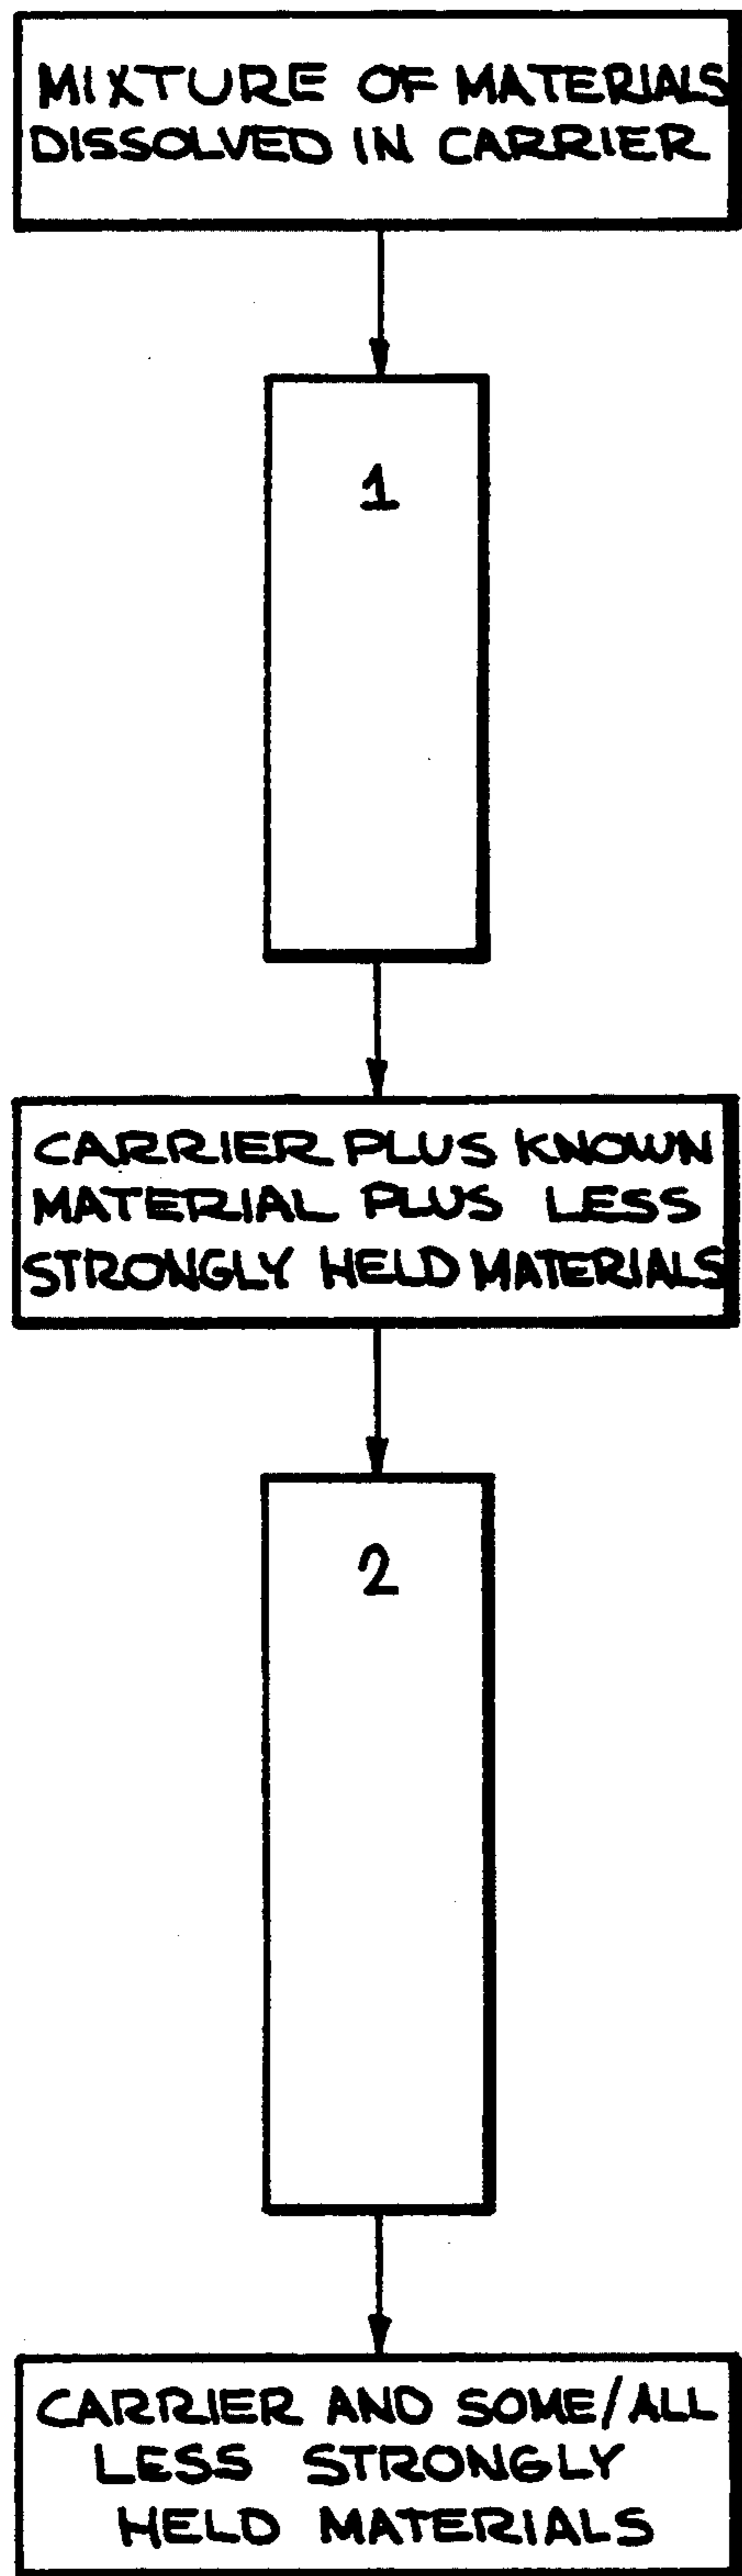 MIXTURE OF MATERIALS
DISSOLVED IN CARRIER
1
CARRIER PLUS KNOWN
MATERIAL PLUS LESS
STRONGLY HELD MATERIALS
2
CARRIER AND SOME/ALL
LESS STRONGLY
HELD MATERIALS